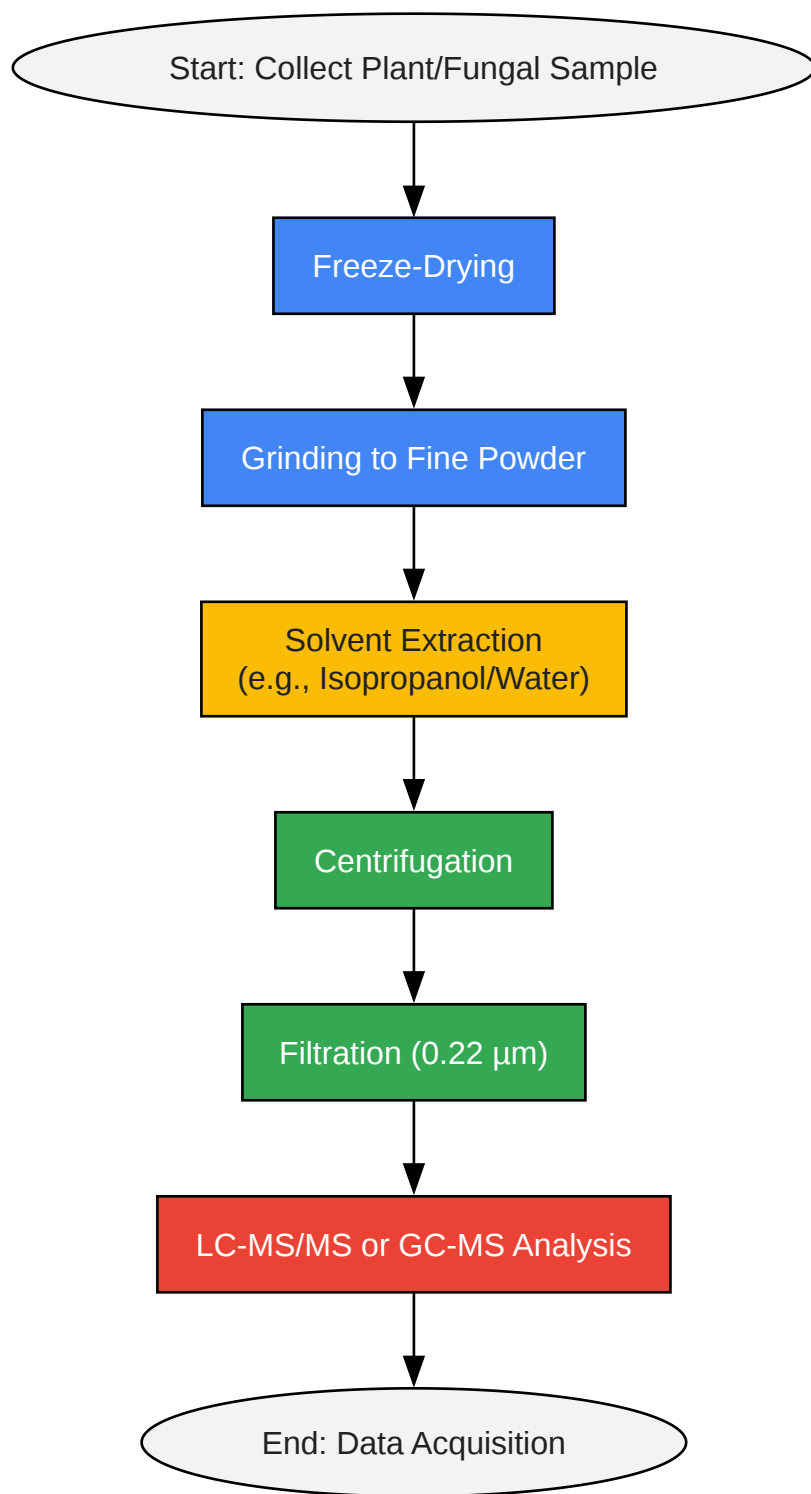 Start: Collect Plant/Fungal Sample
Freeze-Drying
Grinding to Fine Powder
Solvent Extraction
(e.g., Isopropanol/Water)
Centrifugation
Filtration (0.22 µm)
LC-MS/MS or GC-MS Analysis
End: Data Acquisition